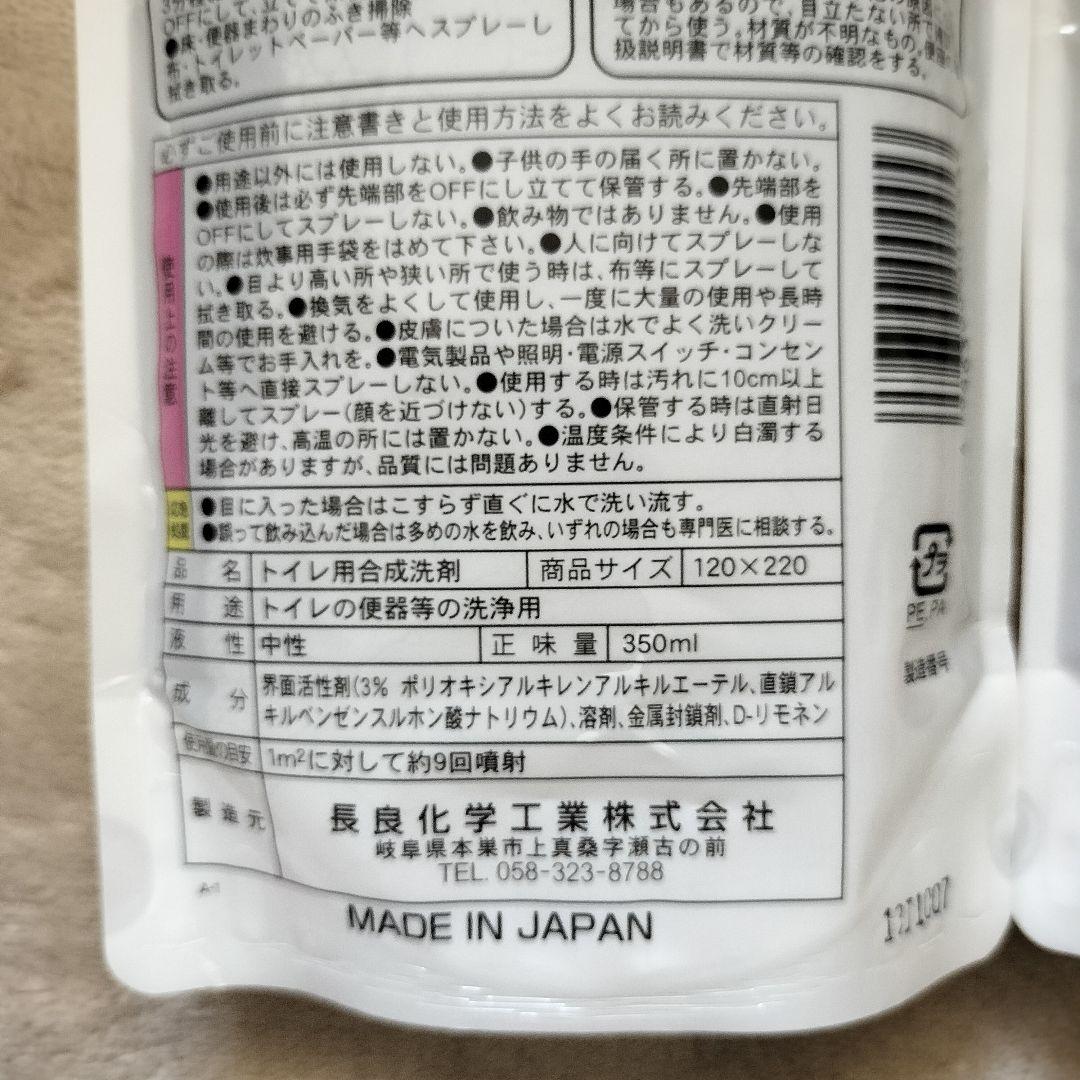 OFFにして、立て
●床・便器まわりのふき掃除
布・トイレットペーパー等へスプレーし
拭き取る。
場合もあるので、目立たない所で
てから使う。材質が不明なもの、便器
扱説明書で材質等の確認をする。
必ずご使用前に注意書きと使用方法をよくお読みください。
使用上の注意
●用途以外には使用しない。●子供の手の届く所に置かない。
●使用後は必ず先端部をOFFにし立てて保管する。●先端部を
OFFにしてスプレーしない。●飲み物ではありません。●使用
の際は炊事用手袋をはめて下さい。●人に向けてスプレーしな
い。●目より高い所や狭い所で使う時は、布等にスプレーして
拭き取る。●換気をよくして使用し、一度に大量の使用や長時
間の使用を避ける。●皮膚についた場合は水でよく洗いクリー
ム等でお手入れを。●電気製品や照明・電源スイッチ・コンセン
ト等へ直接スプレーしない。●使用する時は汚れに10cm以上
離してスプレー(顔を近づけない)する。●保管する時は直射日
光を避け、高温の所には置かない。●温度条件により白濁する
場合がありますが、品質には問題ありません。
応急
処置
●目に入った場合はこすらず直ぐに水で洗い流す。
●誤って飲み込んだ場合は多めの水を飲み、いずれの場合も専門医に相談する。
品名 トイレ用合成洗剤 商品サイズ 120×220
用途 トイレの便器等の洗浄用
液性 中性 正味量 350ml
成分 界面活性剤(3% ポリオキシアルキレンアルキルエーテル、直鎖アル
キルベンゼンスルホン酸ナトリウム)、溶剤、金属封鎖剤、D-リモネン
使用量の目安 1m²に対して約9回噴射
製造元 長良化学工業株式会社
岐阜県本巣市上真桑字瀬古の前
TEL. 058-323-8788
MADE IN JAPAN
プラ
PE, PA
製造番号
1211007